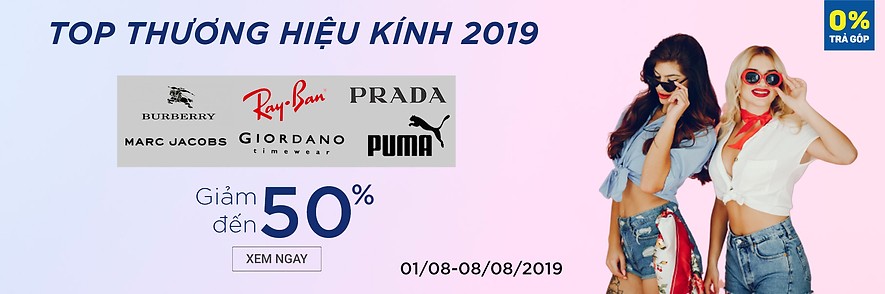 TOP THƯƠNG HIỆU KÍNH 2019
0%
TRẢ GÓP
BURBERRY
Ray-Ban
PRADA
MARC JACOBS
GIORDANO
timewear
PUMA
Giảm
đến
50%
XEM NGAY
01/08-08/08/2019